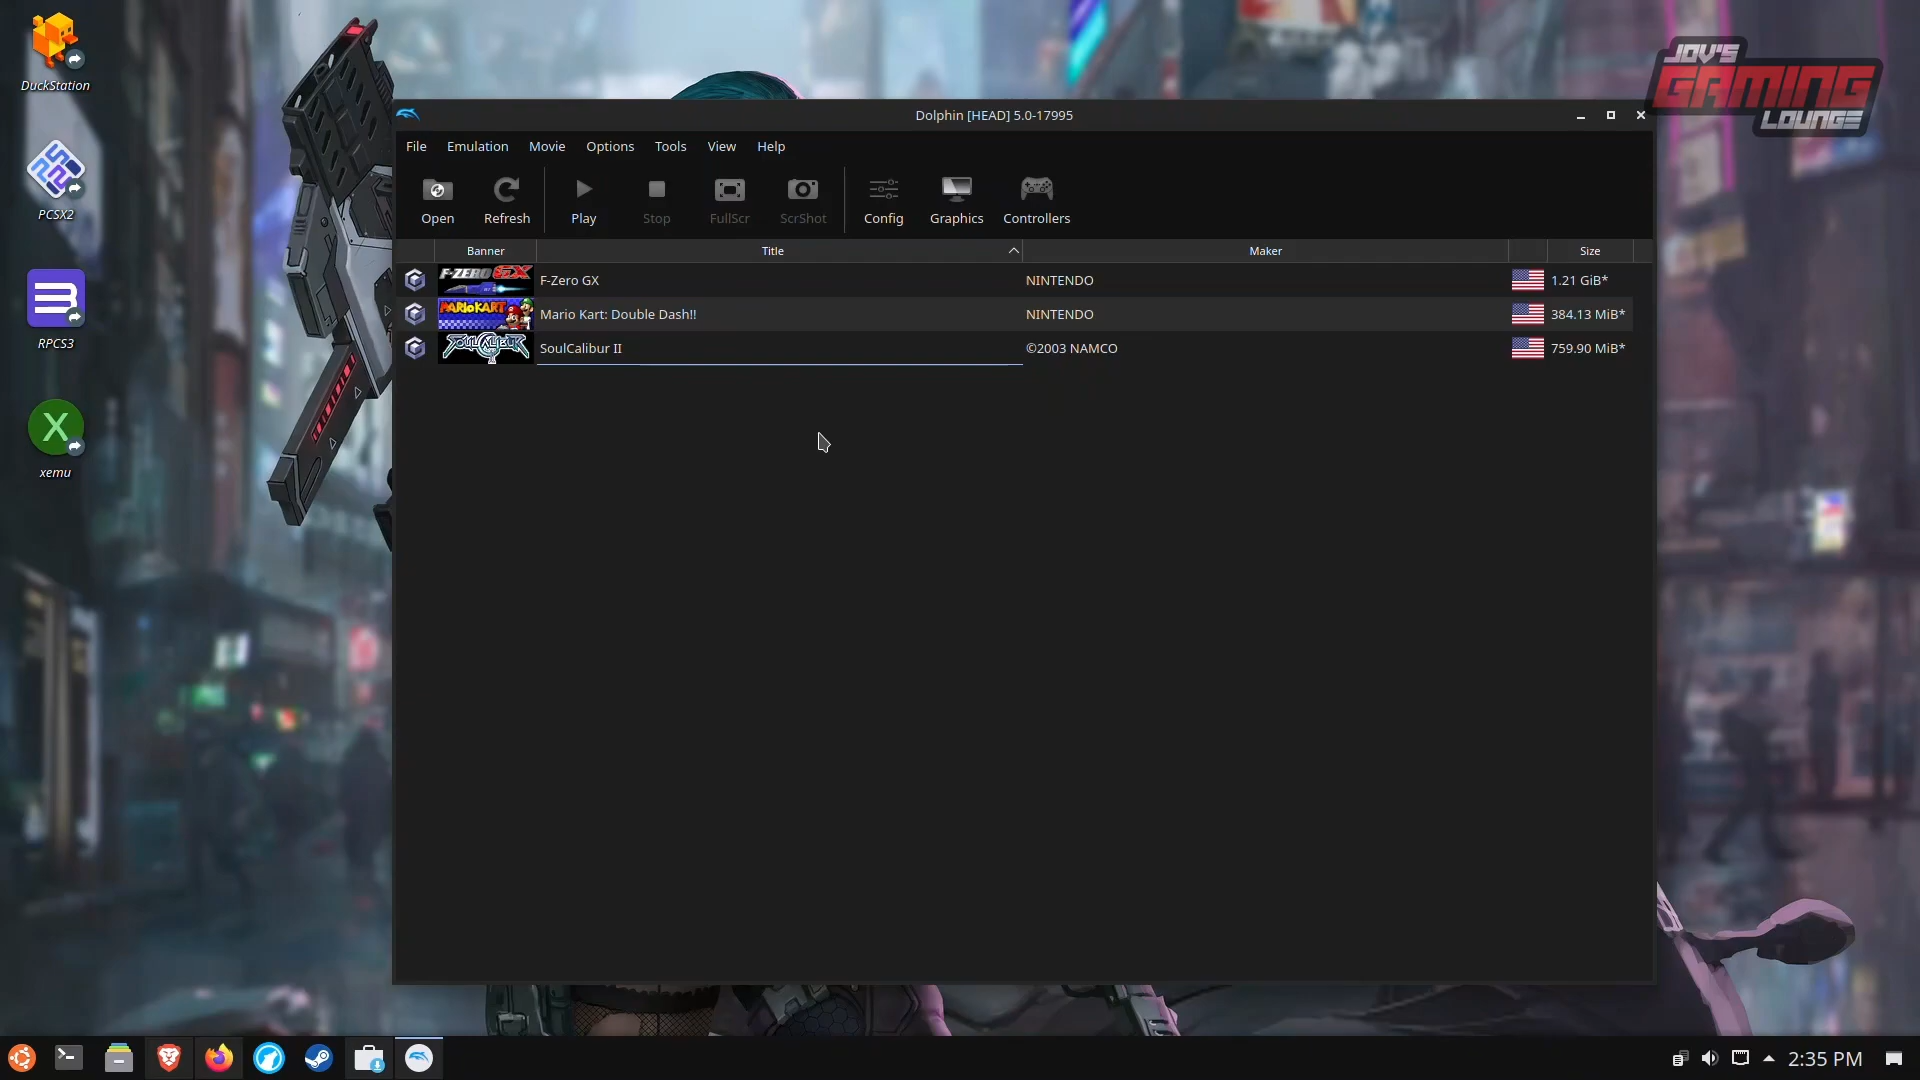 DuckStation
PCSX2
RPCS3
X
xemu
JOV'S
GAMING
LOUNGE
Dolphin [HEAD] 5.0-17995
File Emulation Movie Options Tools View Help
Open Refresh Play Stop FullScr ScrShot Config Graphics Controllers
Banner Title Maker Size
F-ZERO GX F-Zero GX NINTENDO 1.21 GiB*
MARIOKART Mario Kart: Double Dash!! NINTENDO 384.13 MiB*
SOULCALIBUR SoulCalibur II ©2003 NAMCO 759.90 MiB*
2:35 PM